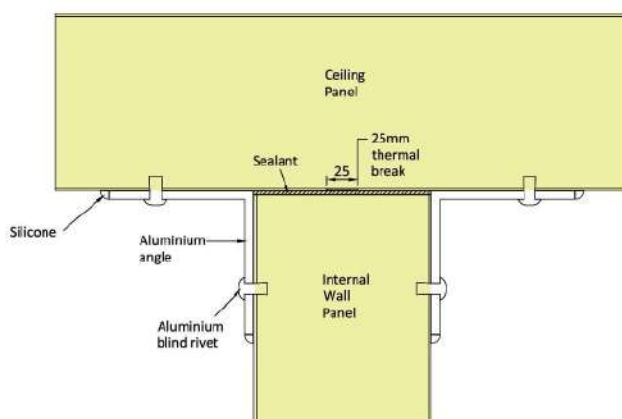 Ceiling
Panel
25mm
thermal
break
25
Sealant
Silicone
Aluminium
angle
Internal
Wall
Panel
Aluminium
blind rivet